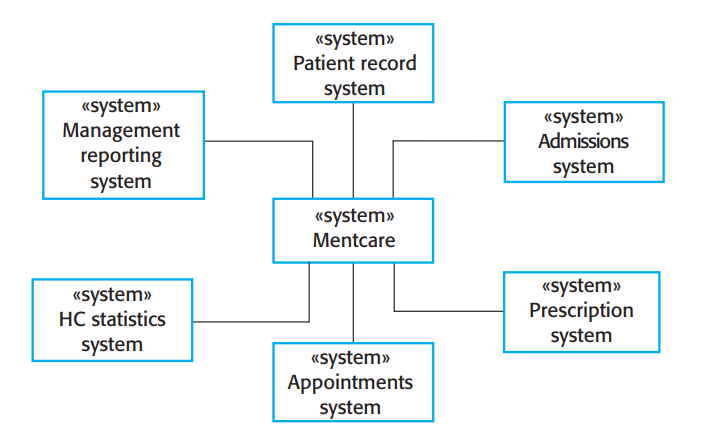 «system»
Patient record
system
«system»
Management
reporting
system
«system»
Admissions
system
«system»
Mentcare
«system»
HC statistics
system
«system»
Prescription
system
«system»
Appointments
system